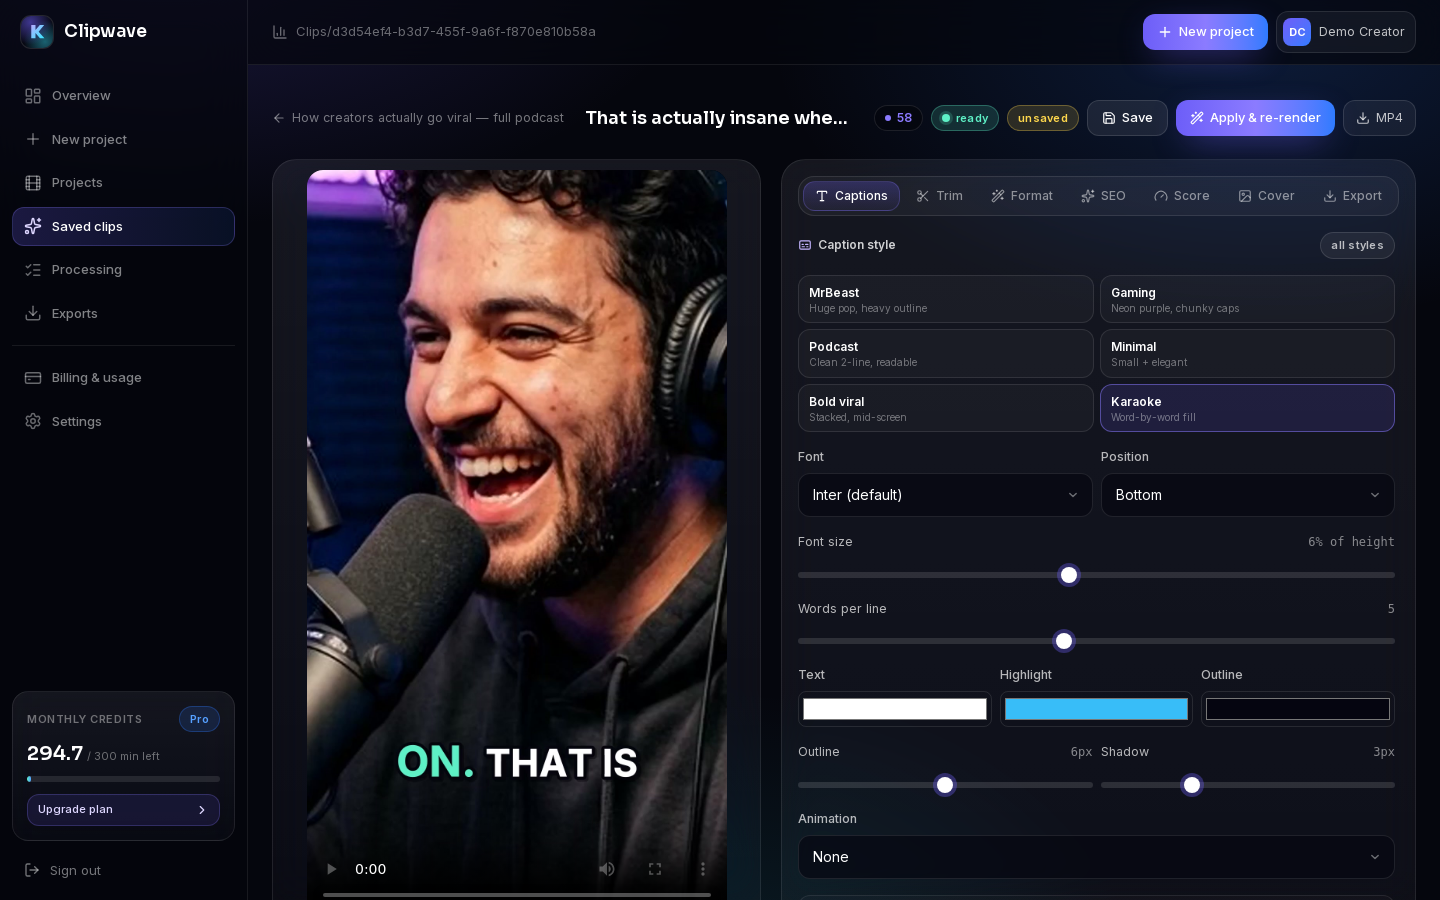 K Clipwave
Clips/d3d54ef4-b3d7-455f-9a6f-f870e810b58a
New project
DC Demo Creator
Overview
New project
Projects
Saved clips
Processing
Exports
Billing & usage
Settings
MONTHLY CREDITS Pro
294.7 / 300 min left
Upgrade plan
Sign out
How creators actually go viral — full podcast
That is actually insane whe...
58
ready
unsaved
Save
Apply & re-render
MP4
ON. THAT IS
0:00
Captions Trim Format SEO Score Cover Export
Caption style all styles
MrBeast
Huge pop, heavy outline
Gaming
Neon purple, chunky caps
Podcast
Clean 2-line, readable
Minimal
Small + elegant
Bold viral
Stacked, mid-screen
Karaoke
Word-by-word fill
Font Position
Inter (default) Bottom
Font size 6% of height
Words per line 5
Text Highlight Outline
Outline 6px Shadow 3px
Animation
None